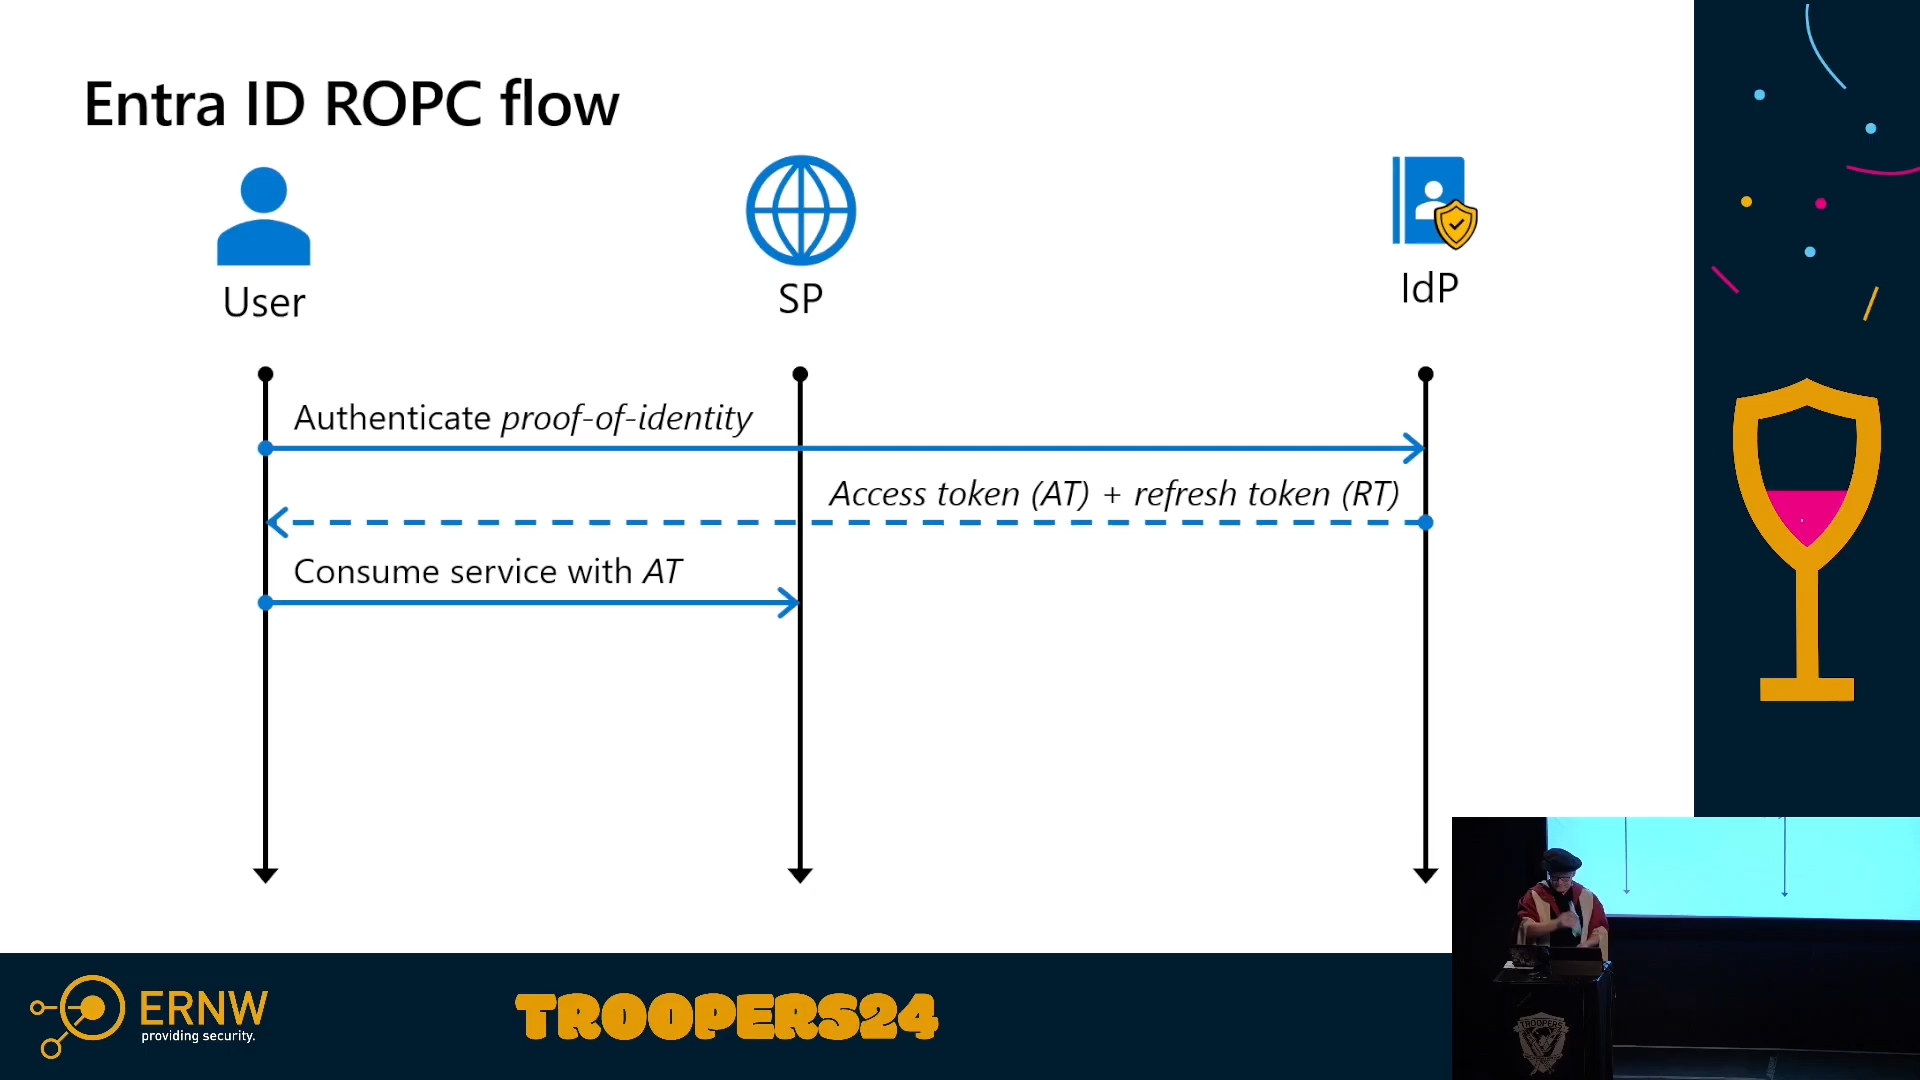 Entra ID ROPC flow
User
SP
IdP
Authenticate proof-of-identity
Access token (AT) + refresh token (RT)
Consume service with AT
ERNW
providing security.
TROOPERS24
TROOPERS